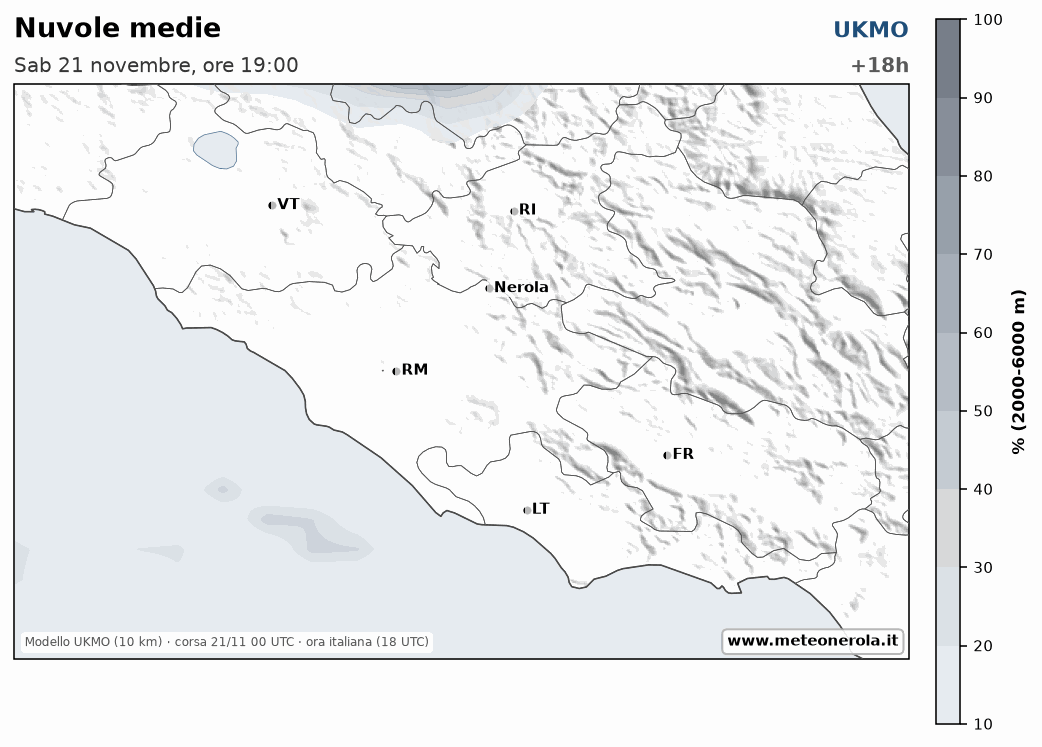 Nuvole medie
UKMO
Sab 21 novembre, ore 19:00
+18h
VT
RI
Nerola
RM
FR
LT
Modello UKMO (10 km) · corsa 21/11 00 UTC · ora italiana (18 UTC)
www.meteonerola.it
100
90
80
70
60
50
40
30
20
10
% (2000-6000 m)